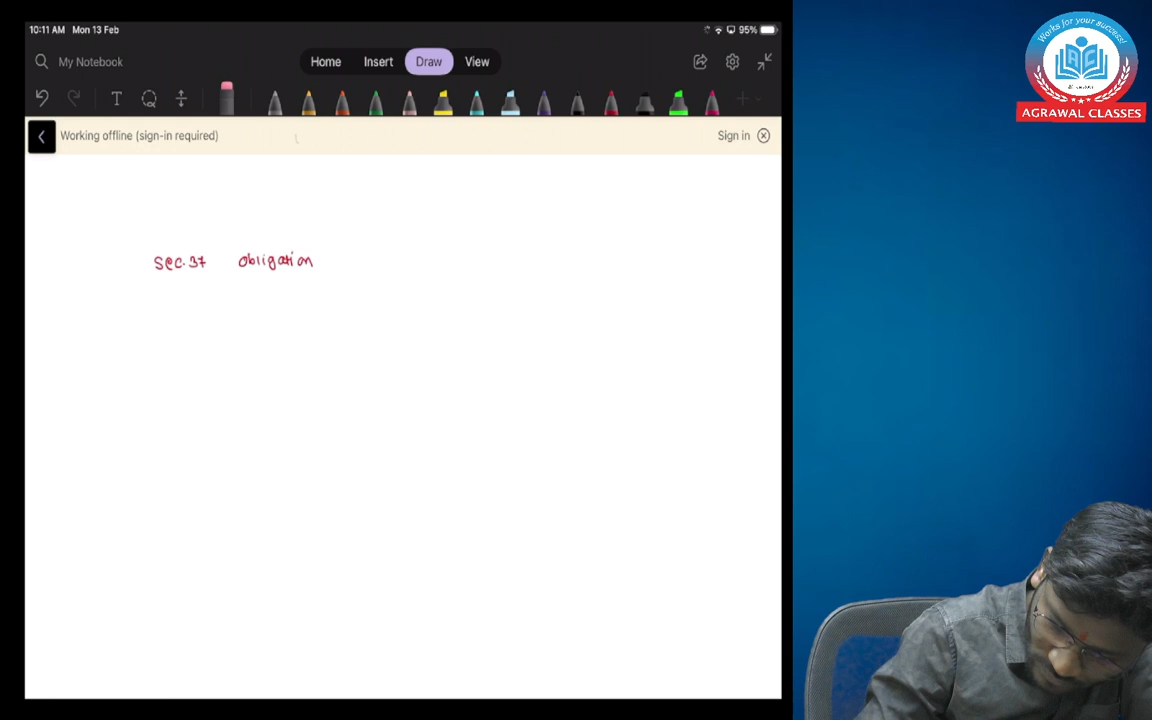 10:11 AM Mon 13 Feb
95%
My Notebook
Home Insert Draw View
T
Working offline (sign-in required)
Sign in
Sec.37 obligation
Works for your success!
AC
AGRAWAL CLASSES